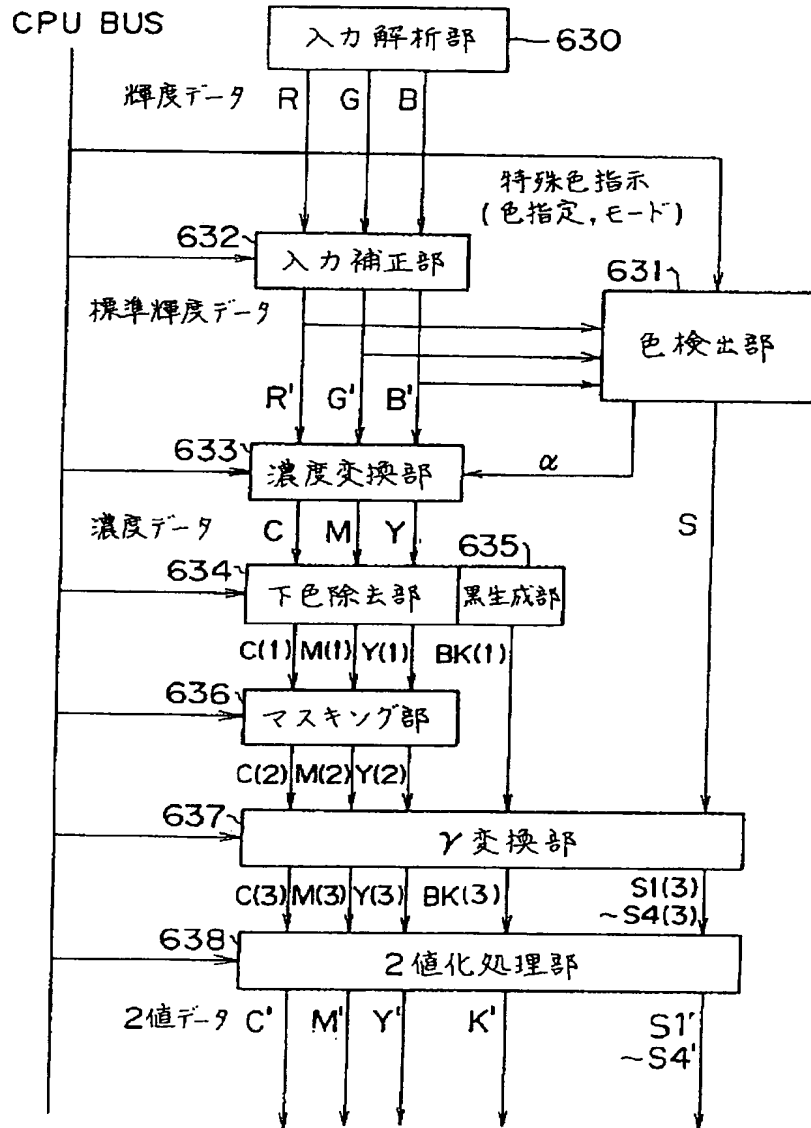 CPU BUS
入力解析部
630
輝度データ R G B
特殊色指示
(色指定,モード)
632
入力補正部
631
標準輝度データ
色検出部
R' G' B'
633
濃度変換部
α
濃度データ C M Y
S
634
635
下色除去部
黒生成部
C(1) M(1) Y(1) BK(1)
636
マスキング部
C(2) M(2) Y(2)
637
γ変換部
C(3) M(3) Y(3) BK(3)
S1(3)
~S4(3)
638
2値化処理部
2値データ C' M' Y' K'
S1'
~S4'